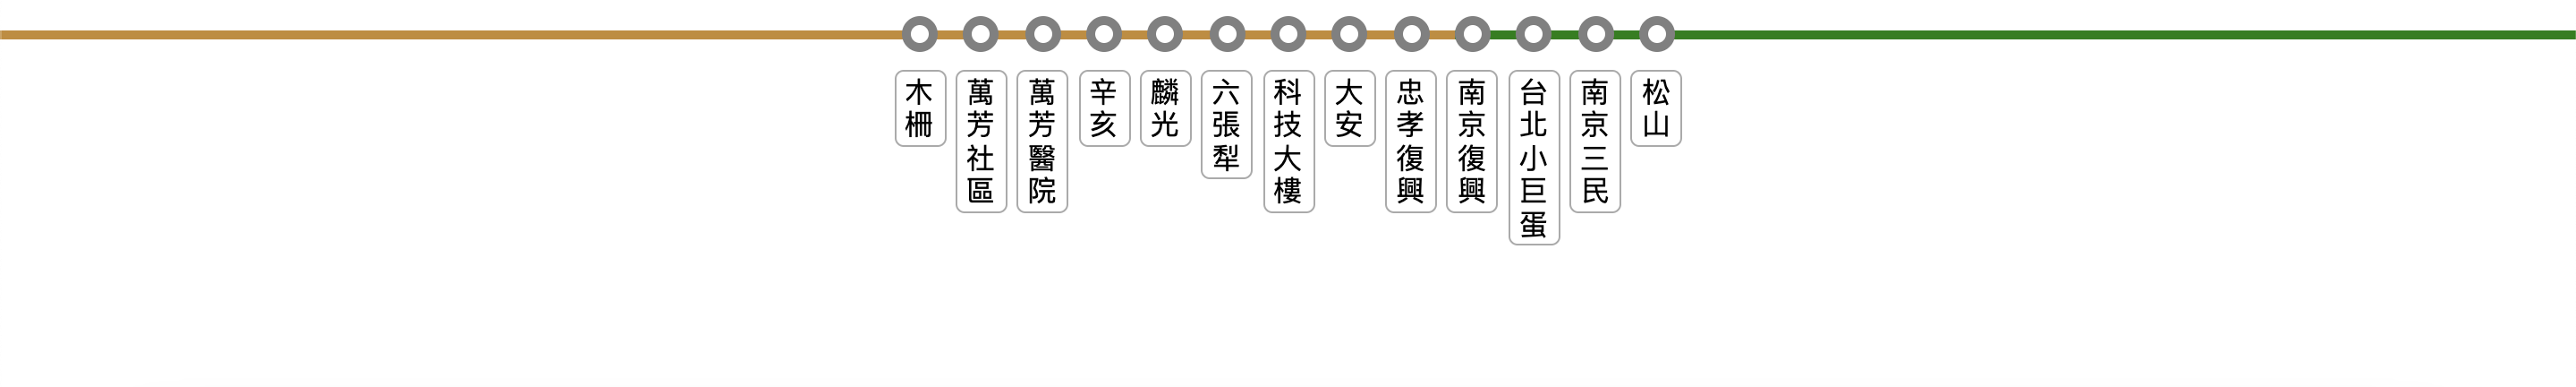 木柵
萬芳社區
萬芳醫院
辛亥
麟光
六張犁
科技大樓
大安
忠孝復興
南京復興
台北小巨蛋
南京三民
松山